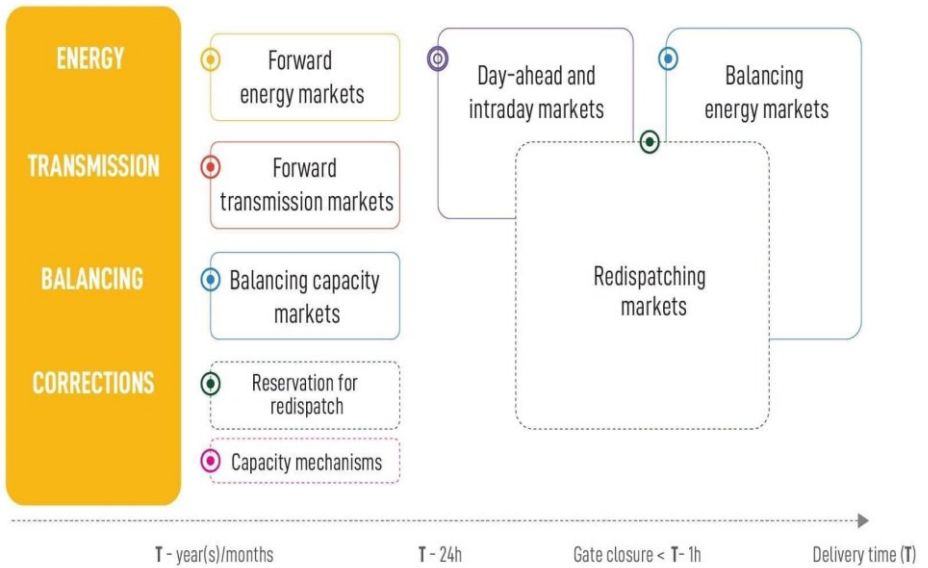 ENERGY
Forward
energy markets
Day-ahead and
intraday markets
Balancing
energy markets
TRANSMISSION
Forward
transmission markets
BALANCING
Balancing capacity
markets
Redispatching
markets
CORRECTIONS
Reservation for
redispatch
Capacity mechanisms
T - year(s)/months
T - 24h
Gate closure < T- 1h
Delivery time (T)